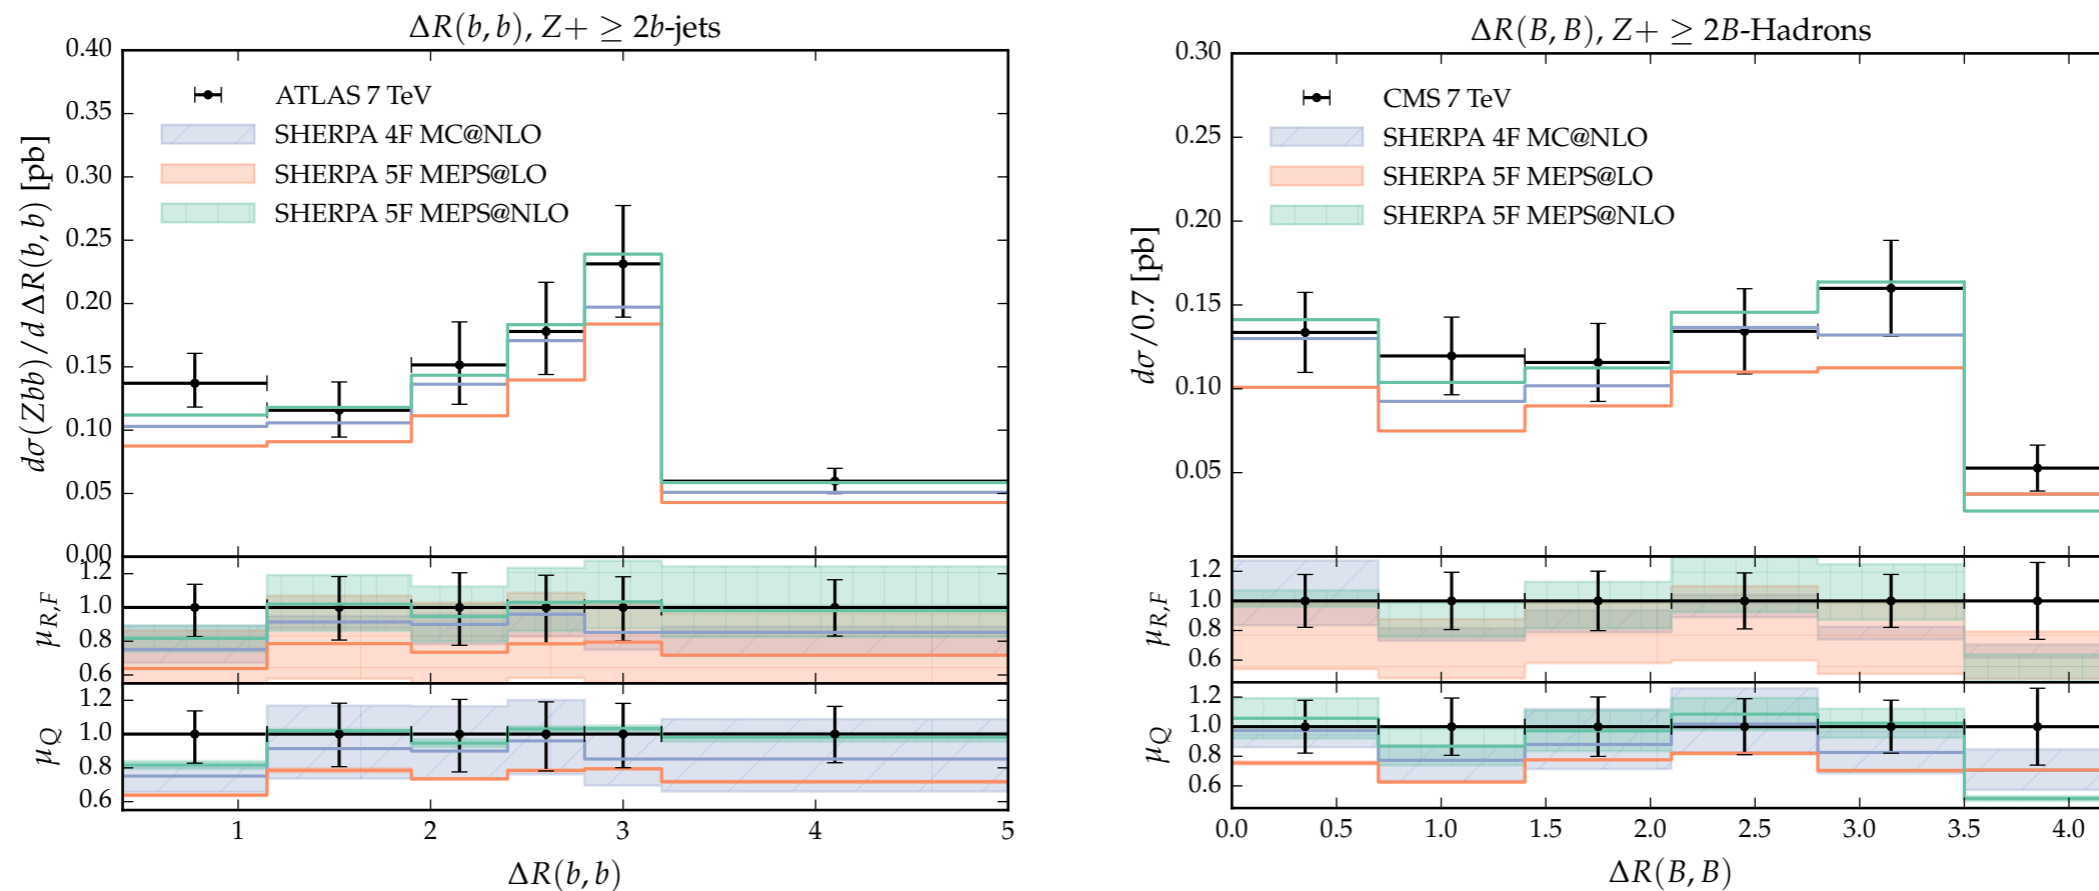 ΔR(b, b), Z+ ≥ 2b-jets
dσ(Zbb)/d ΔR(b, b) [pb]
0.40
0.35
0.30
0.25
0.20
0.15
0.10
0.05
0.00
ATLAS 7 TeV
SHERPA 4F MC@NLO
SHERPA 5F MEPS@LO
SHERPA 5F MEPS@NLO
μR,F
1.2
1.0
0.8
0.6
μQ
1.2
1.0
0.8
0.6
1 2 3 4 5
ΔR(b, b)
ΔR(B, B), Z+ ≥ 2B-Hadrons
dσ/0.7 [pb]
0.30
0.25
0.20
0.15
0.10
0.05
CMS 7 TeV
SHERPA 4F MC@NLO
SHERPA 5F MEPS@LO
SHERPA 5F MEPS@NLO
μR,F
1.2
1.0
0.8
0.6
μQ
1.2
1.0
0.8
0.6
0.0 0.5 1.0 1.5 2.0 2.5 3.0 3.5 4.0
ΔR(B, B)